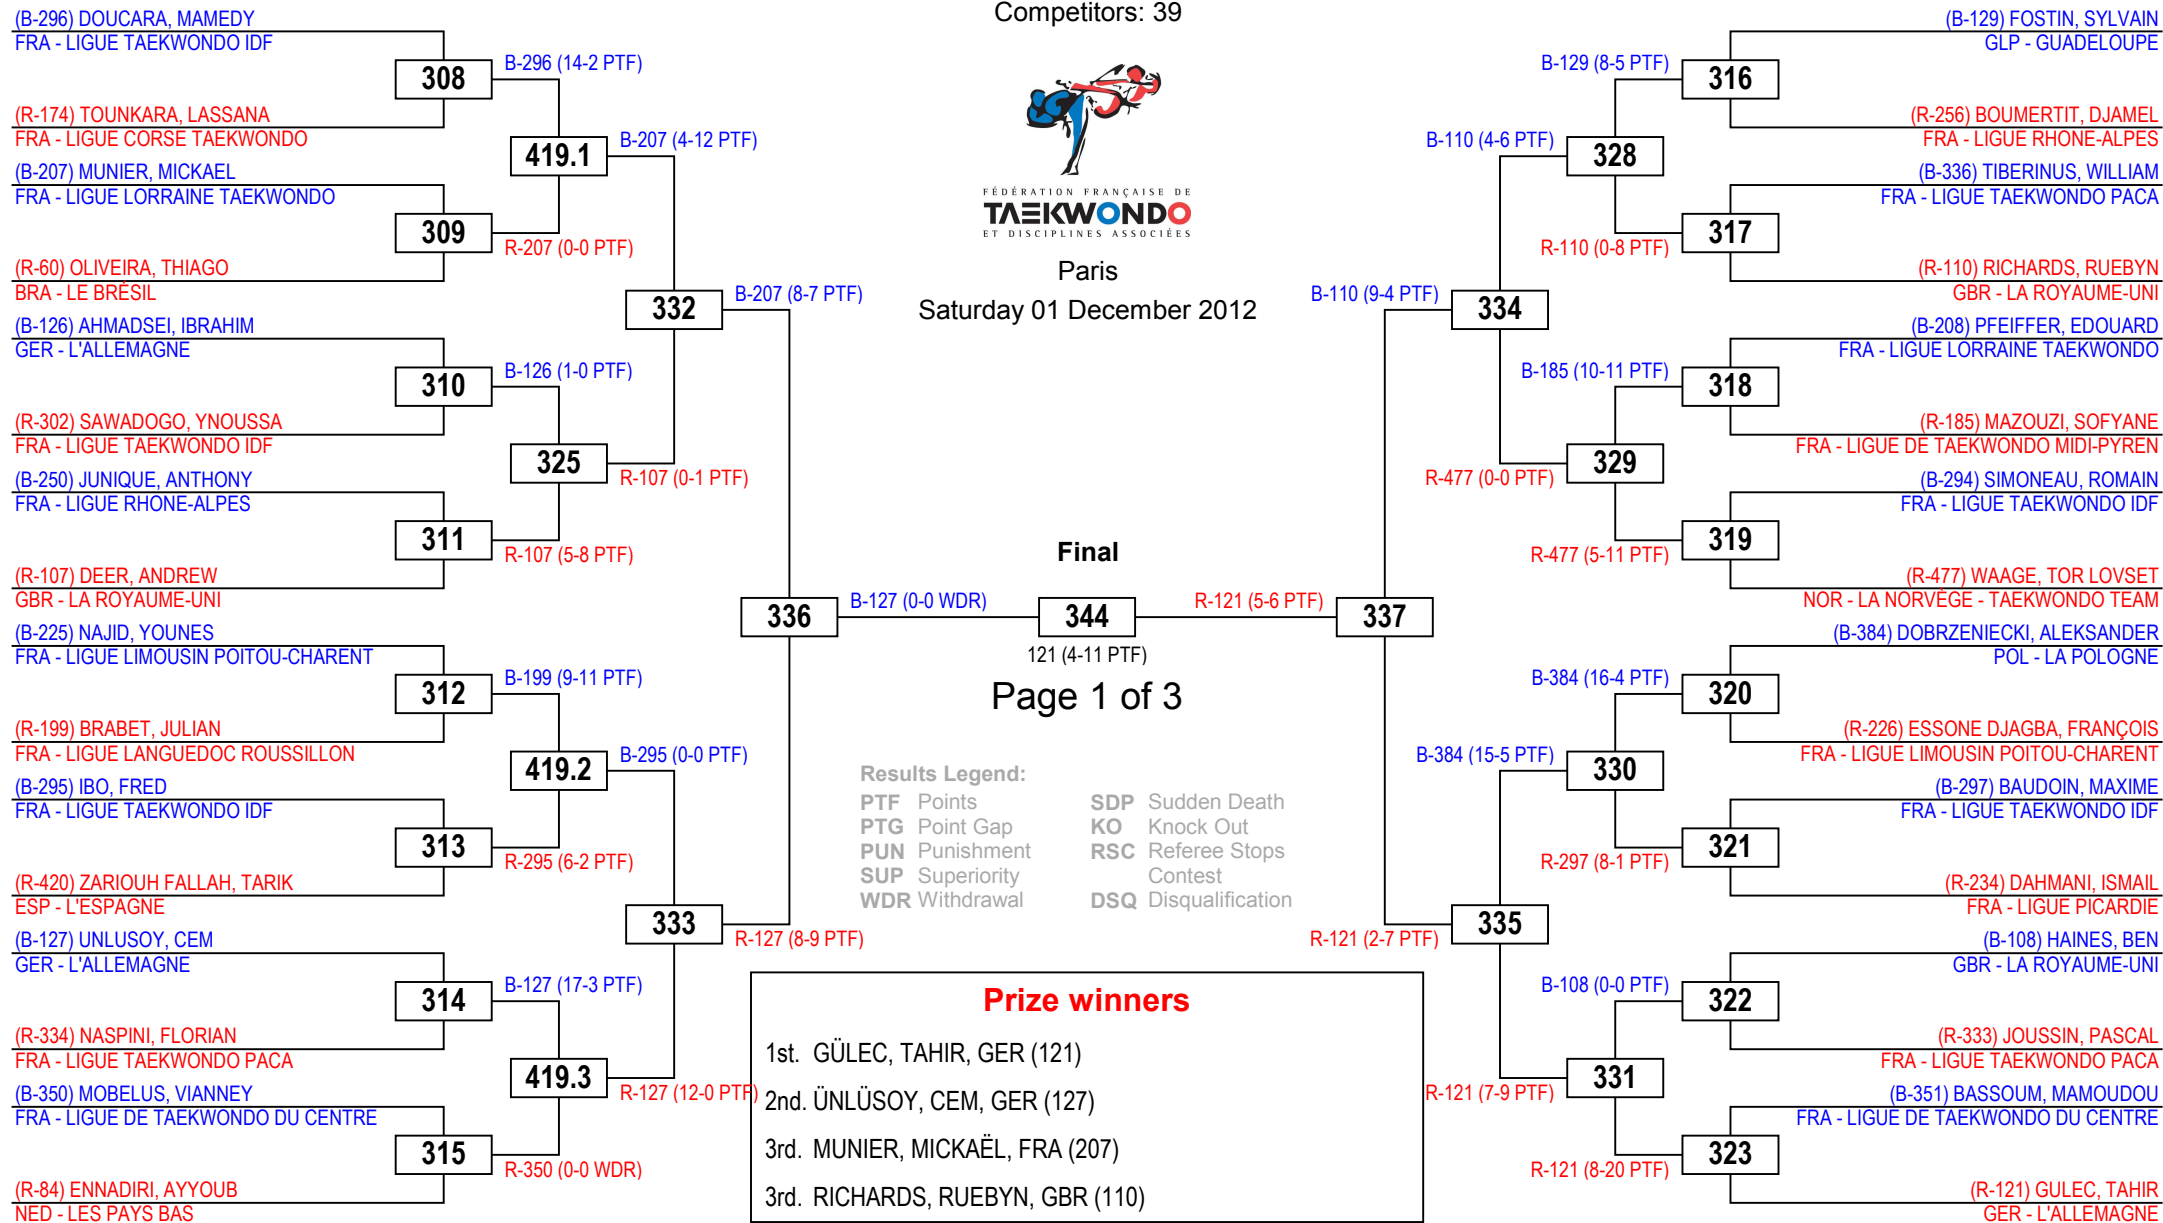 Competitors: 39
FÉDÉRATION FRANÇAISE DE
TAEKWONDO
ET DISCIPLINES ASSOCIÉES
Paris
Saturday 01 December 2012
(B-296) DOUCARA, MAMEDY
FRA - LIGUE TAEKWONDO IDF
308
B-296 (14-2 PTF)
(R-174) TOUNKARA, LASSANA
FRA - LIGUE CORSE TAEKWONDO
419.1
B-207 (4-12 PTF)
(B-207) MUNIER, MICKAEL
FRA - LIGUE LORRAINE TAEKWONDO
309
R-207 (0-0 PTF)
(R-60) OLIVEIRA, THIAGO
BRA - LE BRÉSIL
332
B-207 (8-7 PTF)
(B-126) AHMADSEI, IBRAHIM
GER - L'ALLEMAGNE
310
B-126 (1-0 PTF)
(R-302) SAWADOGO, YNOUSSA
FRA - LIGUE TAEKWONDO IDF
325
R-107 (0-1 PTF)
(B-250) JUNIQUE, ANTHONY
FRA - LIGUE RHONE-ALPES
311
R-107 (5-8 PTF)
(R-107) DEER, ANDREW
GBR - LA ROYAUME-UNI
336
B-127 (0-0 WDR)
(B-225) NAJID, YOUNES
FRA - LIGUE LIMOUSIN POITOU-CHARENT
312
B-199 (9-11 PTF)
(R-199) BRABET, JULIAN
FRA - LIGUE LANGUEDOC ROUSSILLON
419.2
B-295 (0-0 PTF)
(B-295) IBO, FRED
FRA - LIGUE TAEKWONDO IDF
313
R-295 (6-2 PTF)
(R-420) ZARIOUH FALLAH, TARIK
ESP - L'ESPAGNE
333
R-127 (8-9 PTF)
(B-127) UNLUSOY, CEM
GER - L'ALLEMAGNE
314
B-127 (17-3 PTF)
(R-334) NASPINI, FLORIAN
FRA - LIGUE TAEKWONDO PACA
419.3
R-127 (12-0 PTF)
(B-350) MOBELUS, VIANNEY
FRA - LIGUE DE TAEKWONDO DU CENTRE
315
R-350 (0-0 WDR)
(R-84) ENNADIRI, AYYOUB
NED - LES PAYS BAS
Final
344
121 (4-11 PTF)
Page 1 of 3
Results Legend:
PTF Points
PTG Point Gap
PUN Punishment
SUP Superiority
WDR Withdrawal
SDP Sudden Death
KO Knock Out
RSC Referee Stops
Contest
DSQ Disqualification
Prize winners
1st. GÜLEC, TAHIR, GER (121)
2nd. ÜNLÜSOY, CEM, GER (127)
3rd. MUNIER, MICKAËL, FRA (207)
3rd. RICHARDS, RUEBYN, GBR (110)
(B-129) FOSTIN, SYLVAIN
GLP - GUADELOUPE
B-129 (8-5 PTF)
316
(R-256) BOUMERTIT, DJAMEL
FRA - LIGUE RHONE-ALPES
B-110 (4-6 PTF)
328
(B-336) TIBERINUS, WILLIAM
FRA - LIGUE TAEKWONDO PACA
317
R-110 (0-8 PTF)
(R-110) RICHARDS, RUEBYN
GBR - LA ROYAUME-UNI
B-110 (9-4 PTF)
334
(B-208) PFEIFFER, EDOUARD
FRA - LIGUE LORRAINE TAEKWONDO
B-185 (10-11 PTF)
318
(R-185) MAZOUZI, SOFYANE
FRA - LIGUE DE TAEKWONDO MIDI-PYREN
329
R-477 (0-0 PTF)
(B-294) SIMONEAU, ROMAIN
FRA - LIGUE TAEKWONDO IDF
319
R-477 (5-11 PTF)
(R-477) WAAGE, TOR LOVSET
NOR - LA NORVÈGE - TAEKWONDO TEAM
R-121 (5-6 PTF)
337
(B-384) DOBRZENIECKI, ALEKSANDER
POL - LA POLOGNE
B-384 (16-4 PTF)
320
(R-226) ESSONE DJAGBA, FRANÇOIS
FRA - LIGUE LIMOUSIN POITOU-CHARENT
B-384 (15-5 PTF)
330
(B-297) BAUDOIN, MAXIME
FRA - LIGUE TAEKWONDO IDF
321
R-297 (8-1 PTF)
(R-234) DAHMANI, ISMAIL
FRA - LIGUE PICARDIE
335
R-121 (2-7 PTF)
(B-108) HAINES, BEN
GBR - LA ROYAUME-UNI
B-108 (0-0 PTF)
322
(R-333) JOUSSIN, PASCAL
FRA - LIGUE TAEKWONDO PACA
331
R-121 (7-9 PTF)
(B-351) BASSOUM, MAMOUDOU
FRA - LIGUE DE TAEKWONDO DU CENTRE
323
R-121 (8-20 PTF)
(R-121) GULEC, TAHIR
GER - L'ALLEMAGNE